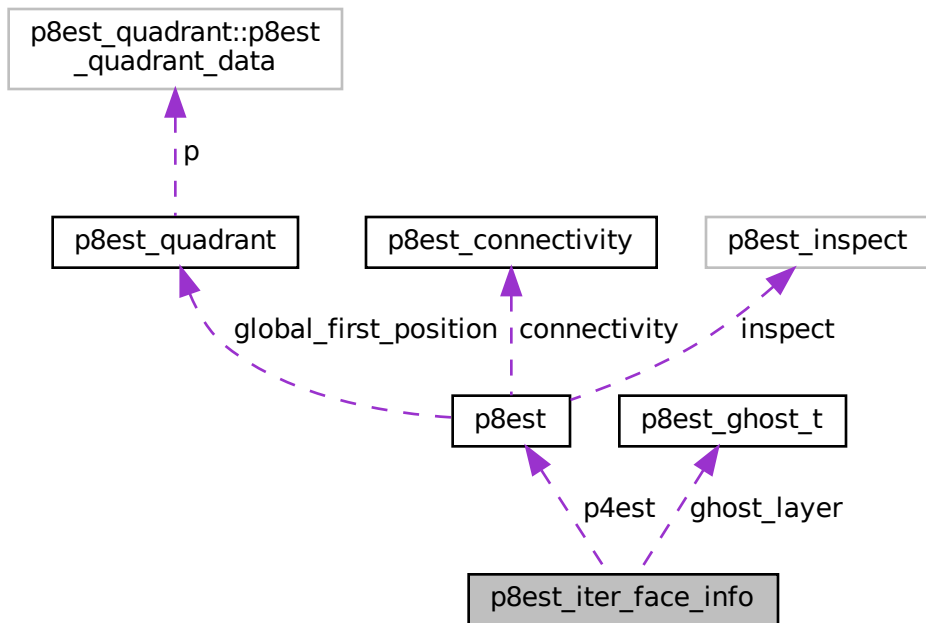 p8est_quadrant::p8est
_quadrant_data
p
p8est_quadrant
p8est_connectivity
p8est_inspect
global_first_position
connectivity
inspect
p8est
p8est_ghost_t
p4est
ghost_layer
p8est_iter_face_info